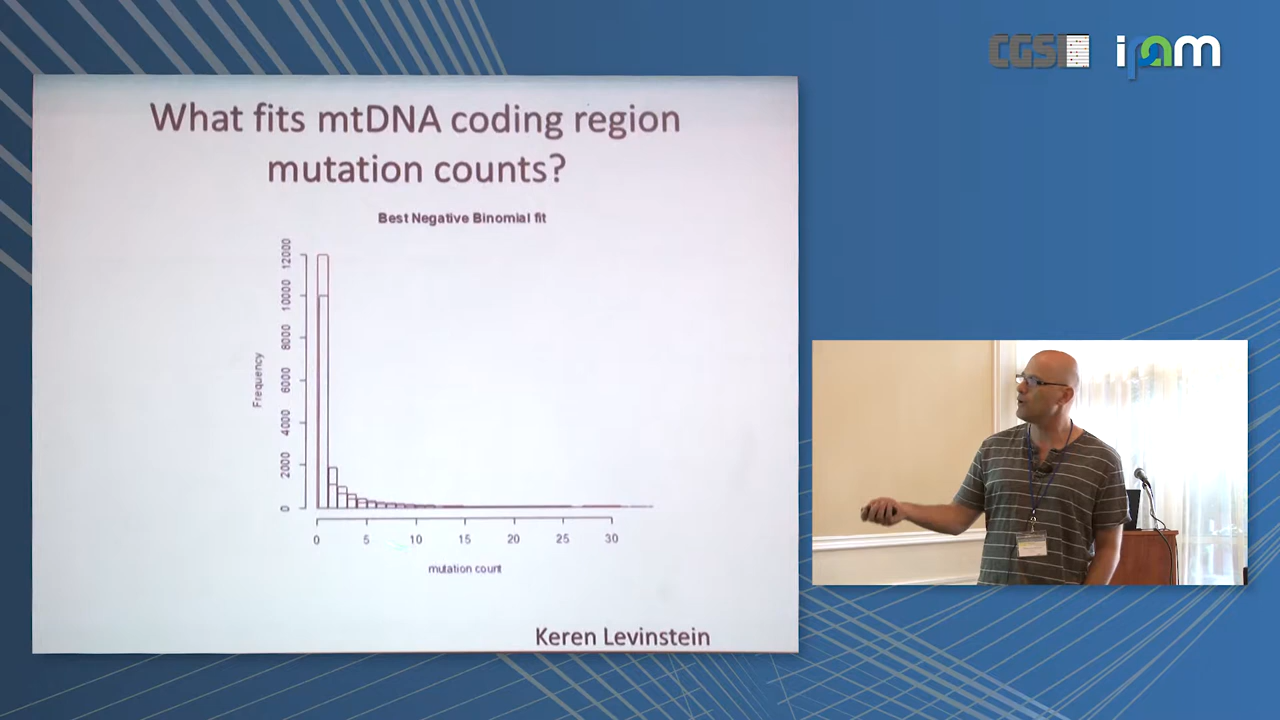 CGSI
ipam
What fits mtDNA coding region
mutation counts?
Best Negative Binomial fit
Frequency
12000
10000
8000
6000
4000
2000
0
0 5 10 15 20 25 30
mutation count
Keren Levinstein